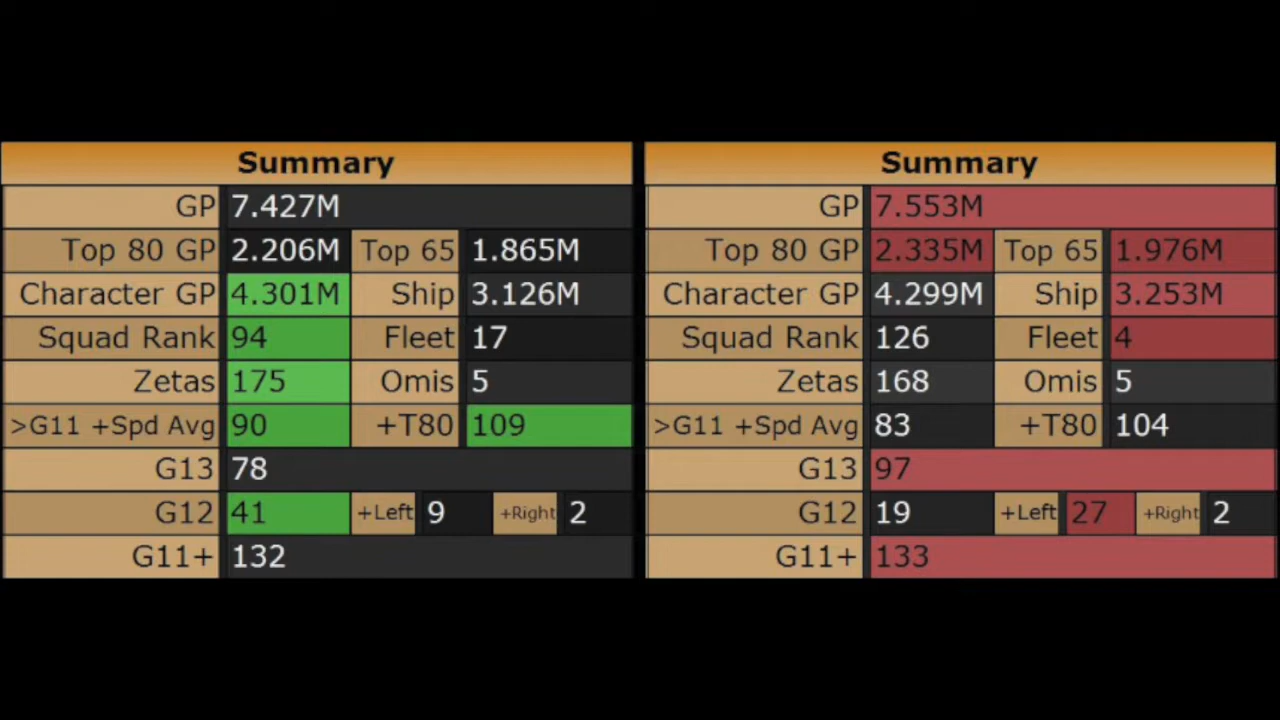 Summary
GP 7.427M
Top 80 GP 2.206M Top 65 1.865M
Character GP 4.301M Ship 3.126M
Squad Rank 94 Fleet 17
Zetas 175 Omis 5
>G11 +Spd Avg 90 +T80 109
G13 78
G12 41 +Left 9 +Right 2
G11+ 132
Summary
GP 7.553M
Top 80 GP 2.335M Top 65 1.976M
Character GP 4.299M Ship 3.253M
Squad Rank 126 Fleet 4
Zetas 168 Omis 5
>G11 +Spd Avg 83 +T80 104
G13 97
G12 19 +Left 27 +Right 2
G11+ 133